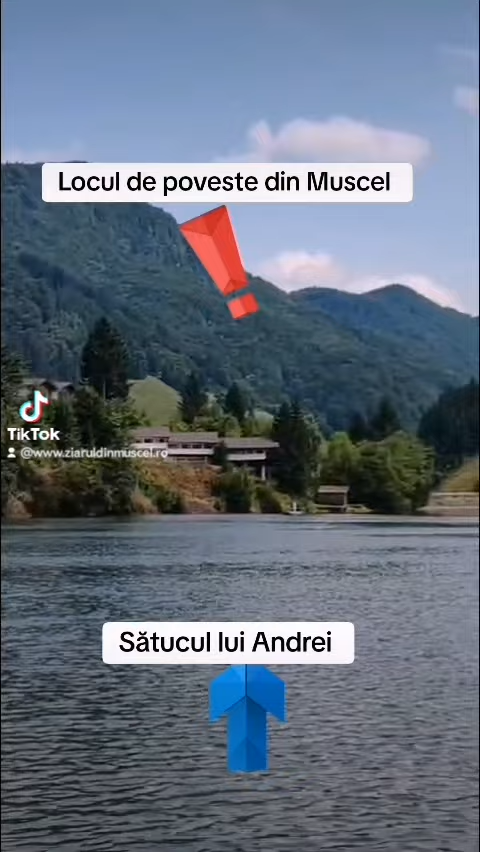 Locul de poveste din Muscel
TikTok
@www.ziaruldinmuscel.ro
Sătucul lui Andrei